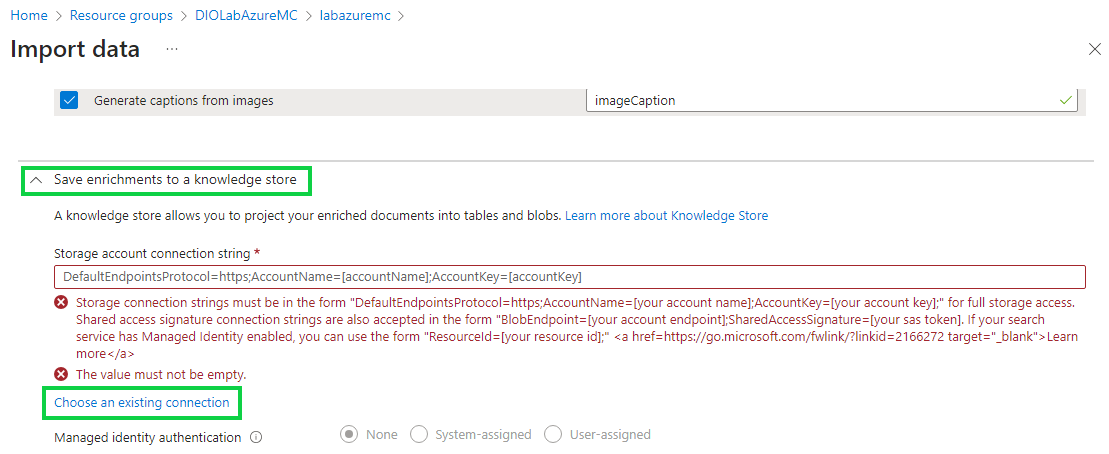 Home > Resource groups > DIOLabAzureMC > labazuremc >
Import data ...
Generate captions from images
imageCaption
Save enrichments to a knowledge store
A knowledge store allows you to project your enriched documents into tables and blobs. Learn more about Knowledge Store
Storage account connection string *
DefaultEndpointsProtocol=https;AccountName=[accountName];AccountKey=[accountKey]
Storage connection strings must be in the form "DefaultEndpointsProtocol=https;AccountName=[your account name];AccountKey=[your account key];" for full storage access.
Shared access signature connection strings are also accepted in the form "BlobEndpoint=[your account endpoint];SharedAccessSignature=[your sas token]. If your search
service has Managed Identity enabled, you can use the form "ResourceId=[your resource id];" <a href=https://go.microsoft.com/fwlink/?linkid=2166272 target="_blank">Learn
more</a>
The value must not be empty.
Choose an existing connection
Managed identity authentication
None
System-assigned
User-assigned